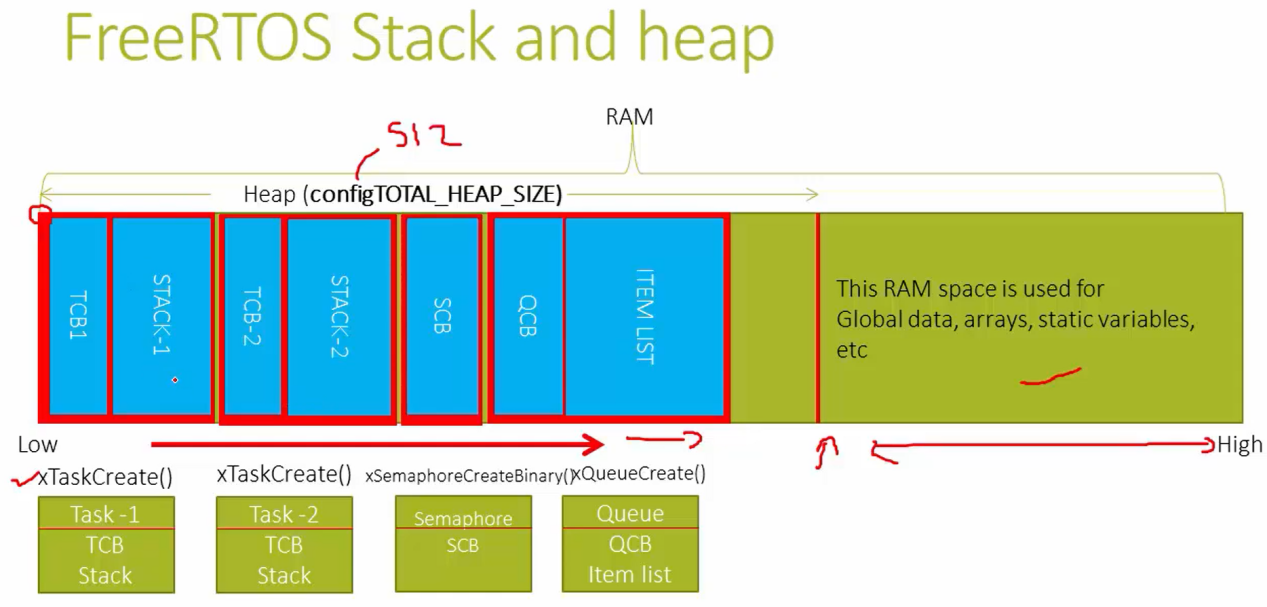 FreeRTOS Stack and heap
RAM
512
Heap (configTOTAL_HEAP_SIZE)
TCB1
STACK-1
TCB-2
STACK-2
SCB
QCB
ITEM LIST
This RAM space is used for
Global data, arrays, static variables,
etc
Low
High
xTaskCreate()
xTaskCreate()
xSemaphoreCreateBinary()
xQueueCreate()
Task -1
TCB
Stack
Task -2
TCB
Stack
Semaphore
SCB
Queue
QCB
Item list